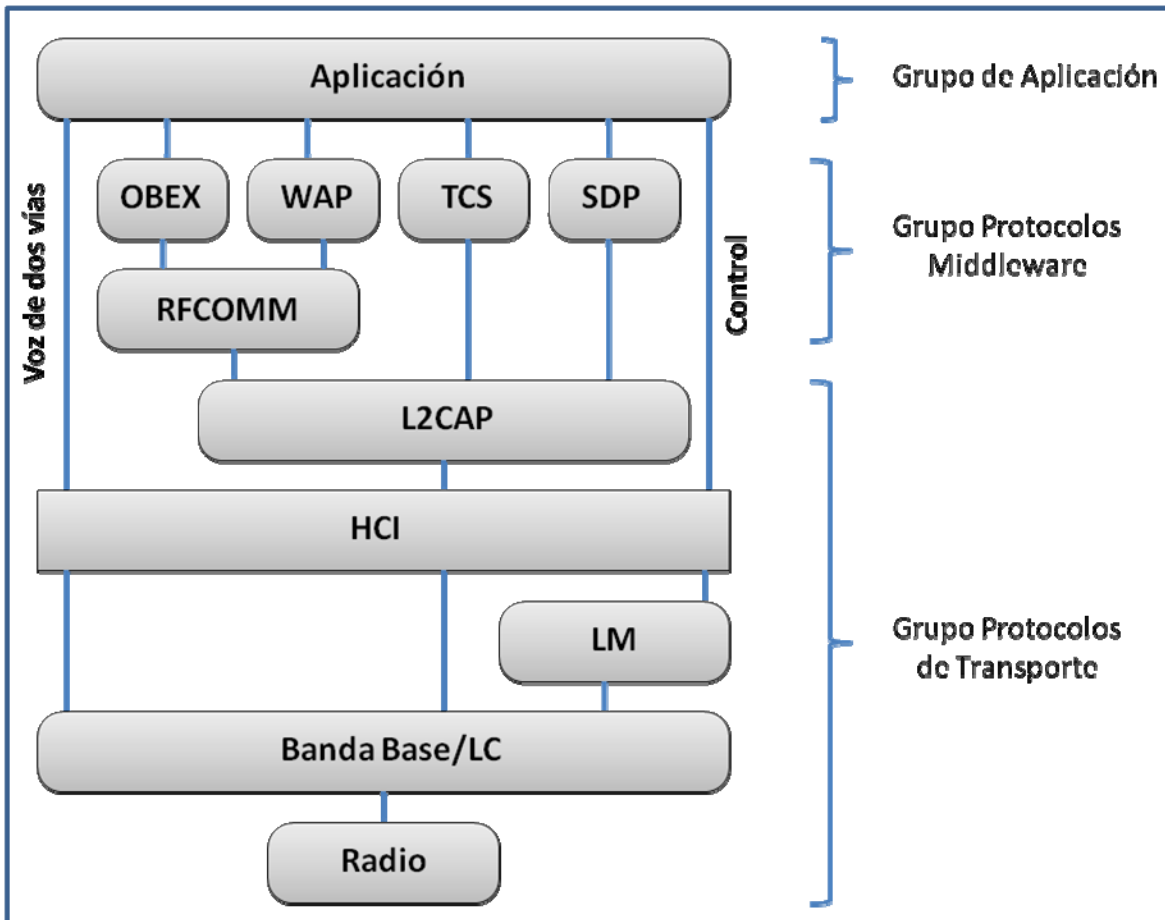 Aplicación
Grupo de Aplicación
OBEX
WAP
TCS
SDP
Voz de dos vías
Control
Grupo Protocolos
Middleware
RFCOMM
L2CAP
HCI
LM
Grupo Protocolos
de Transporte
Banda Base/LC
Radio